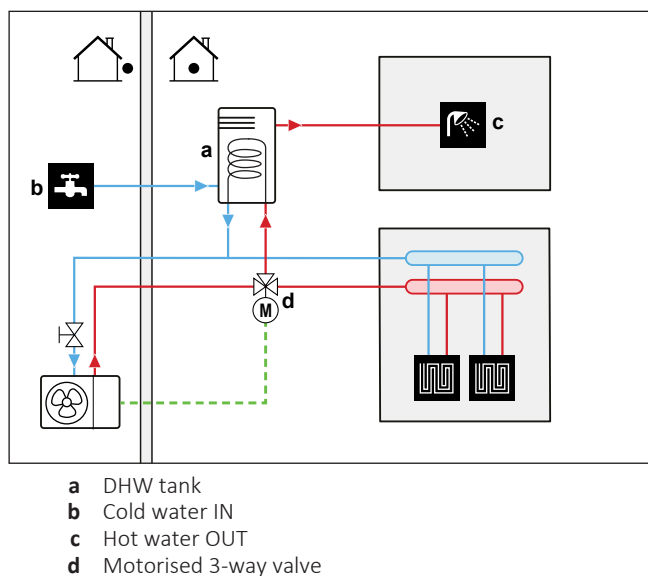 a
c
b
d
M
a DHW tank
b Cold water IN
c Hot water OUT
d Motorised 3-way valve